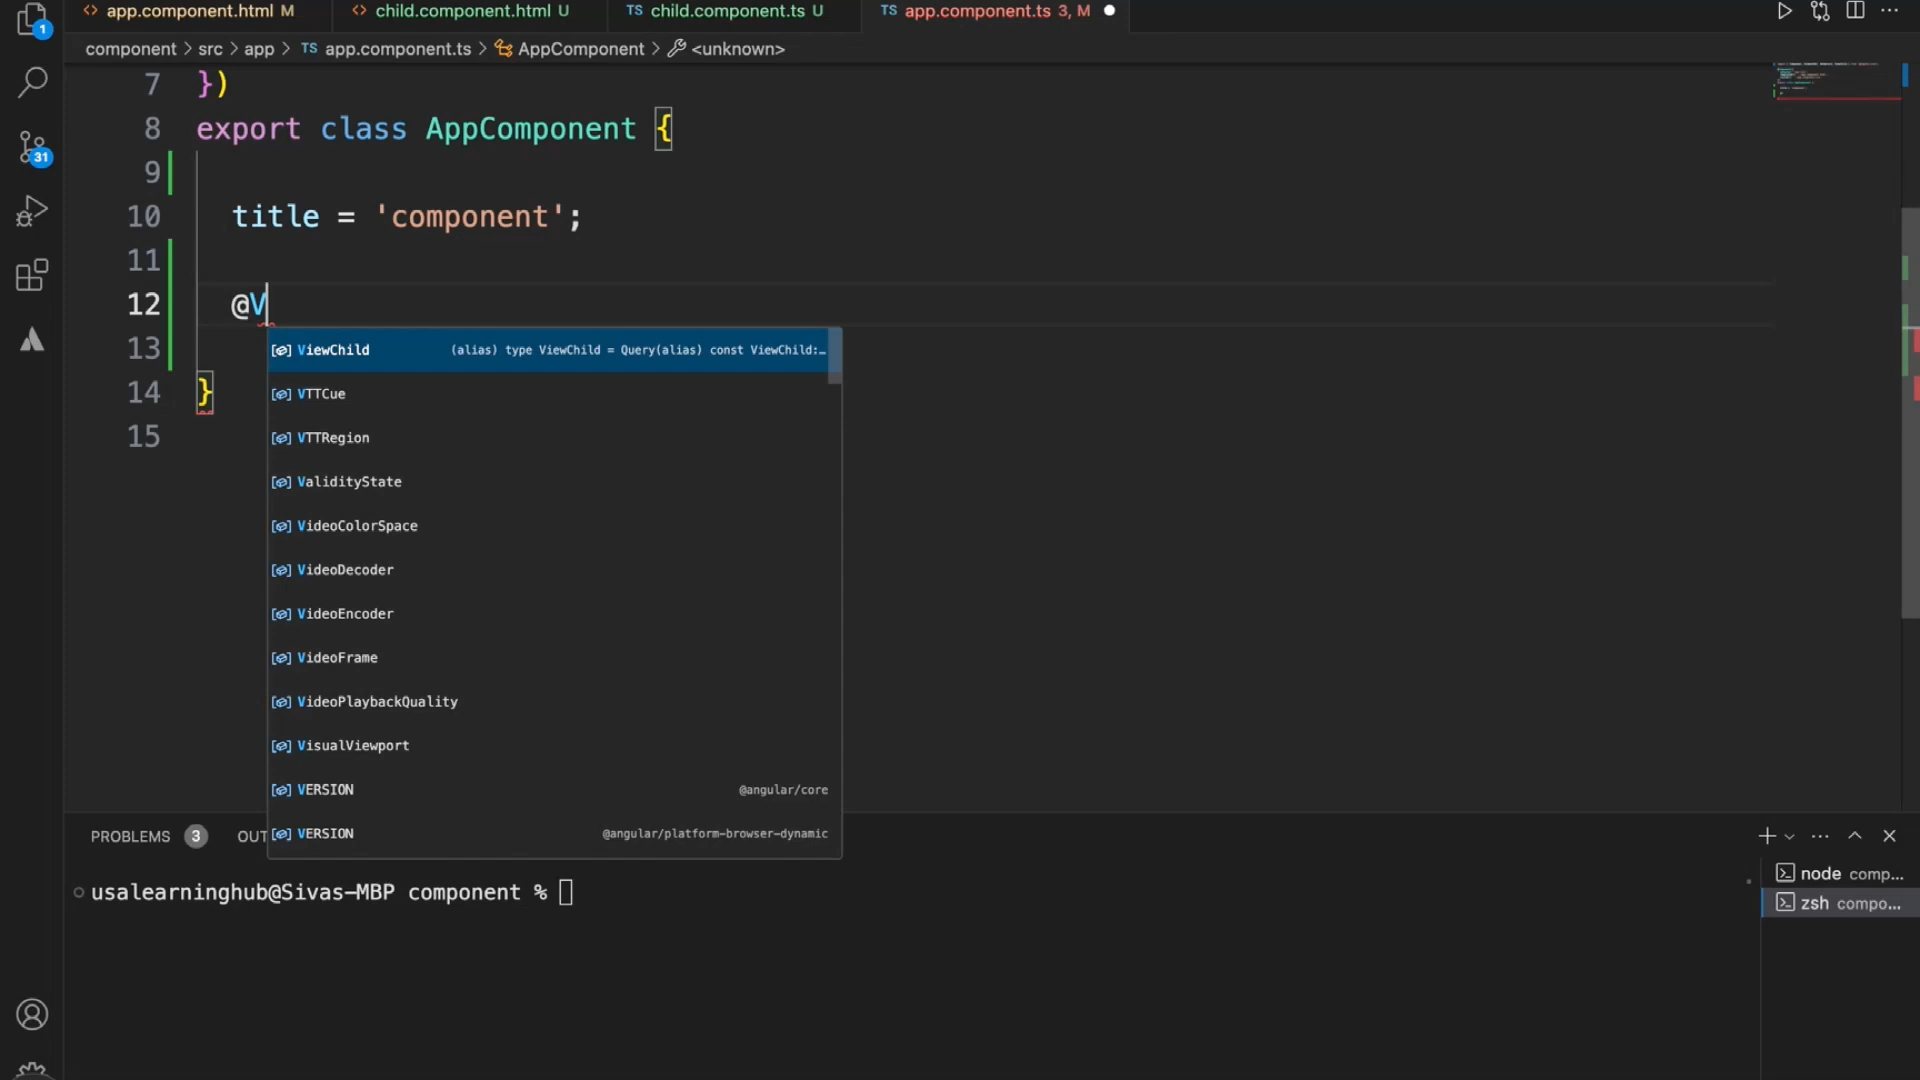 app.component.html M
child.component.html U
TS child.component.ts U
TS app.component.ts 3, M
1
component > src > app > TS app.component.ts > AppComponent > <unknown>
7 })
8 export class AppComponent {
9
10 title = 'component';
11
12 @V
13
14 }
15
31
ViewChild (alias) type ViewChild = Query(alias) const ViewChild:…
VTTCue
VTTRegion
ValidityState
VideoColorSpace
VideoDecoder
VideoEncoder
VideoFrame
VideoPlaybackQuality
VisualViewport
VERSION @angular/core
VERSION @angular/platform-browser-dynamic
PROBLEMS 3 OUT
usalearninghub@Sivas-MBP component %
node comp...
zsh compo...